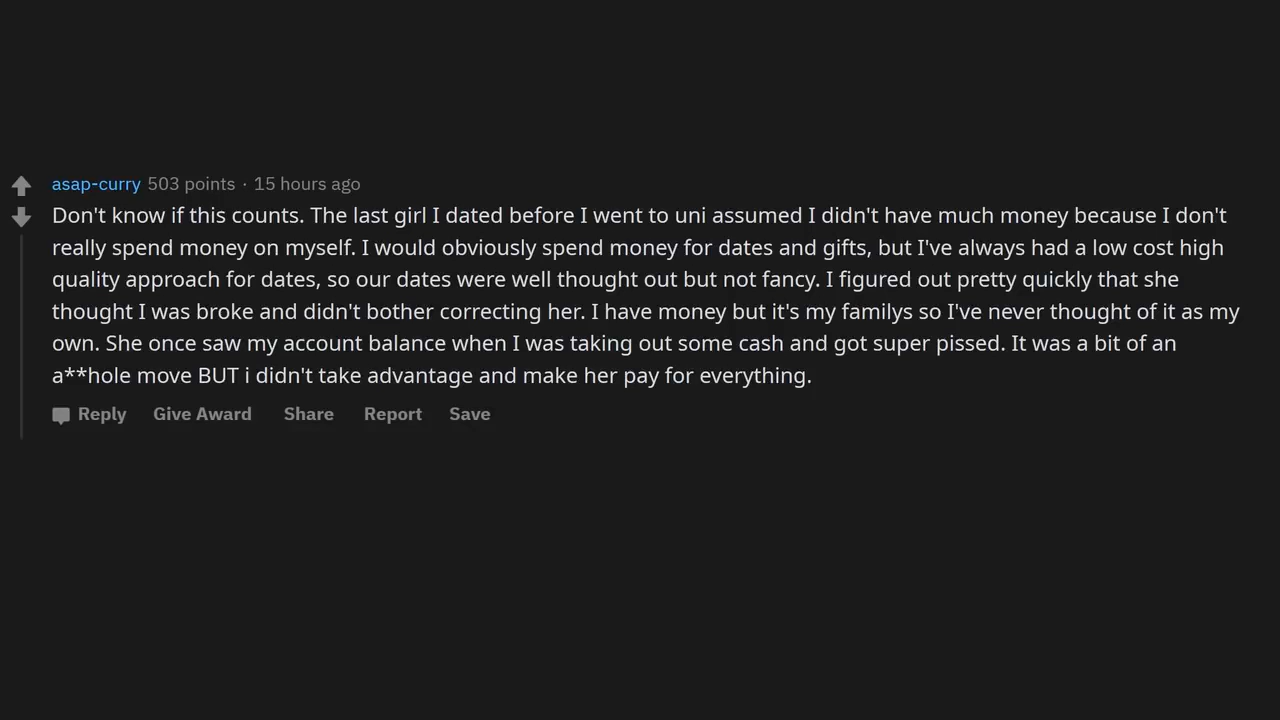 asap-curry 503 points · 15 hours ago
Don't know if this counts. The last girl I dated before I went to uni assumed I didn't have much money because I don't
really spend money on myself. I would obviously spend money for dates and gifts, but I've always had a low cost high
quality approach for dates, so our dates were well thought out but not fancy. I figured out pretty quickly that she
thought I was broke and didn't bother correcting her. I have money but it's my familys so I've never thought of it as my
own. She once saw my account balance when I was taking out some cash and got super pissed. It was a bit of an
a**hole move BUT i didn't take advantage and make her pay for everything.
Reply Give Award Share Report Save